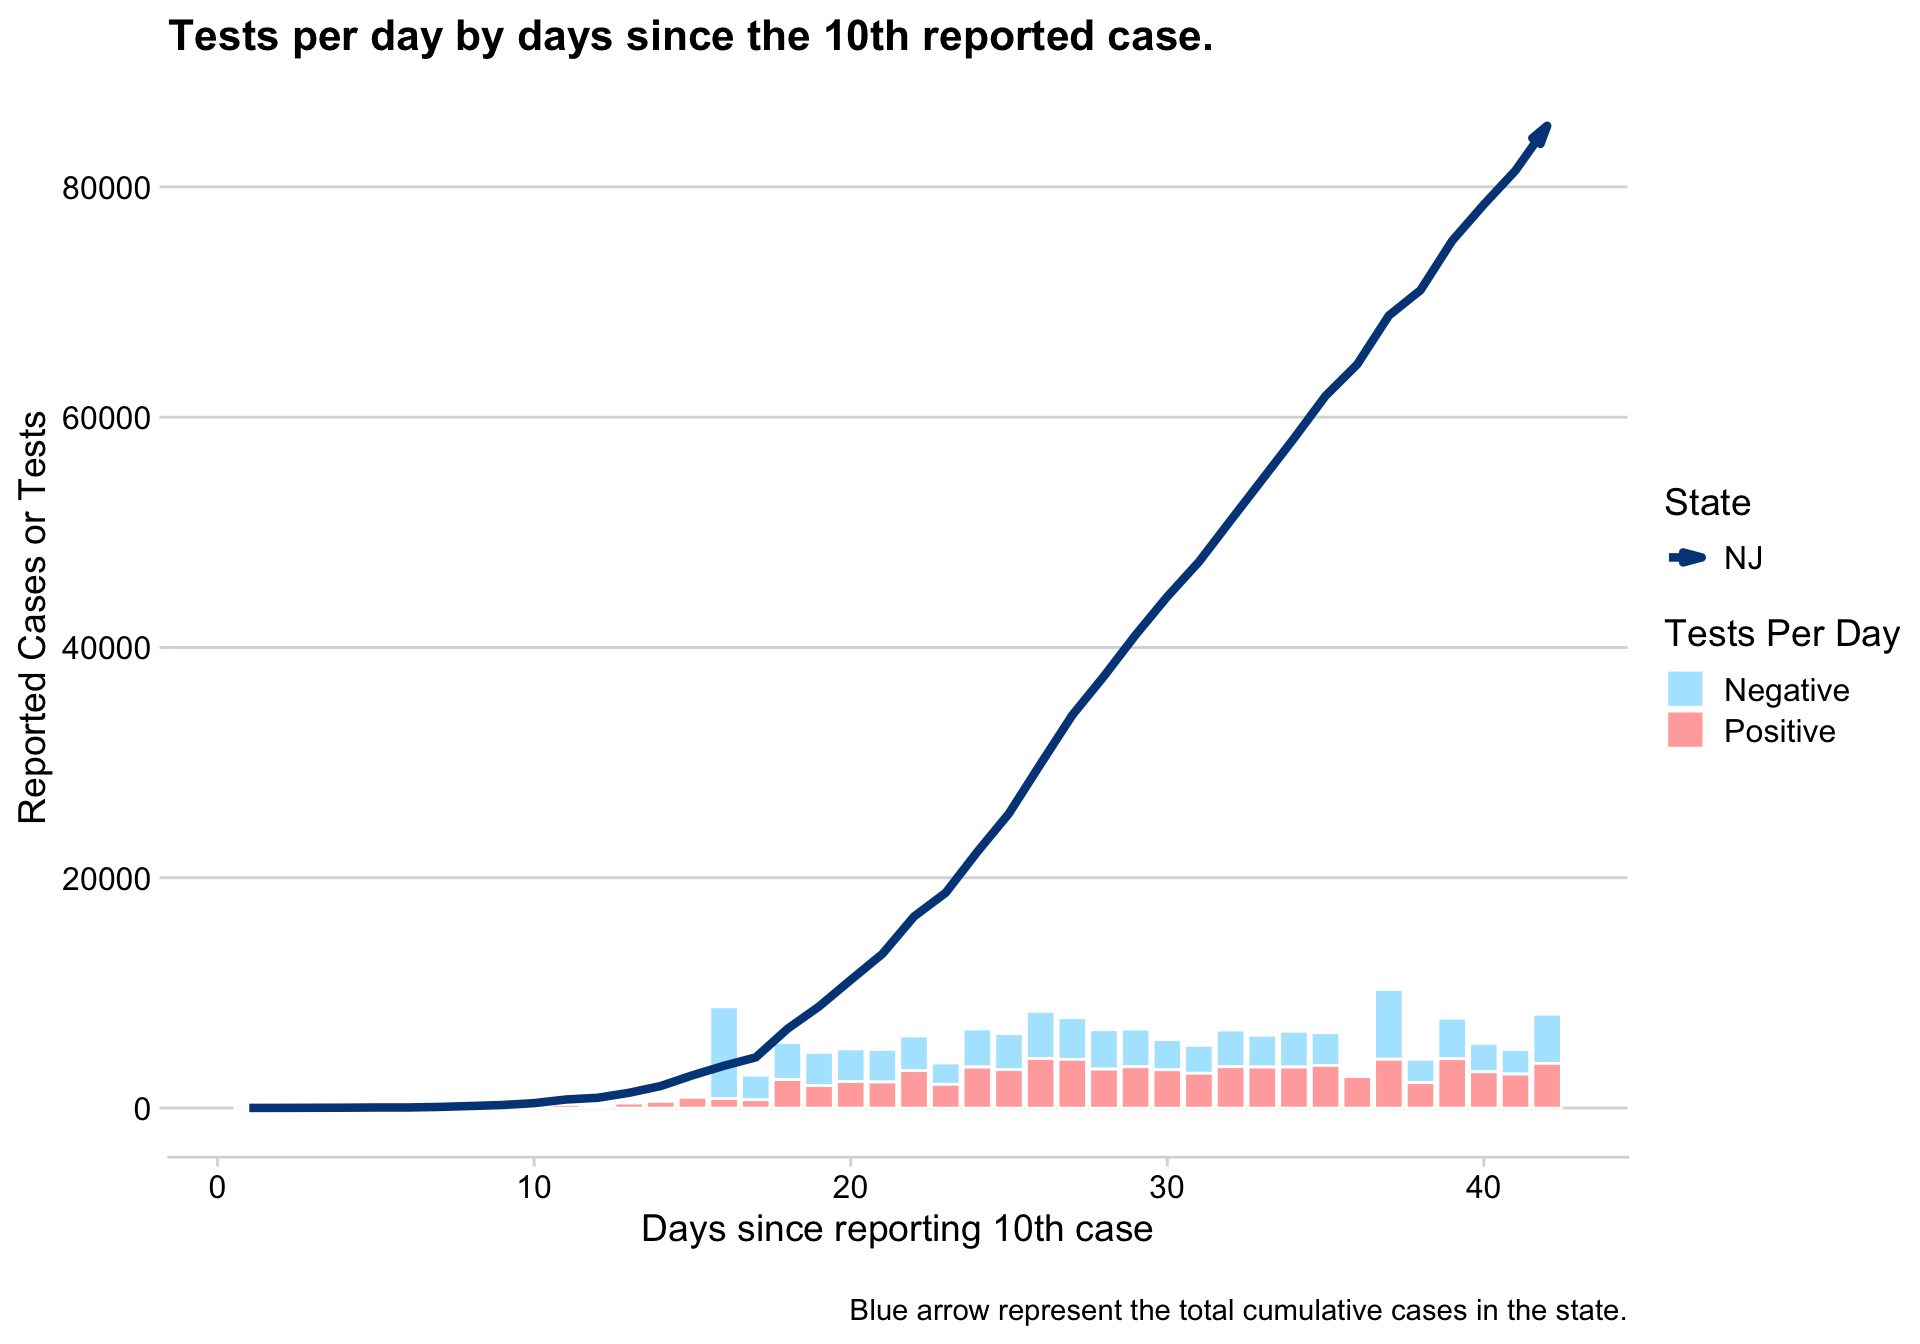 Tests per day by days since the 10th reported case.
Reported Cases or Tests
80000
60000
40000
20000
0
0 10 20 30 40
Days since reporting 10th case
State
NJ
Tests Per Day
Negative
Positive
Blue arrow represent the total cumulative cases in the state.